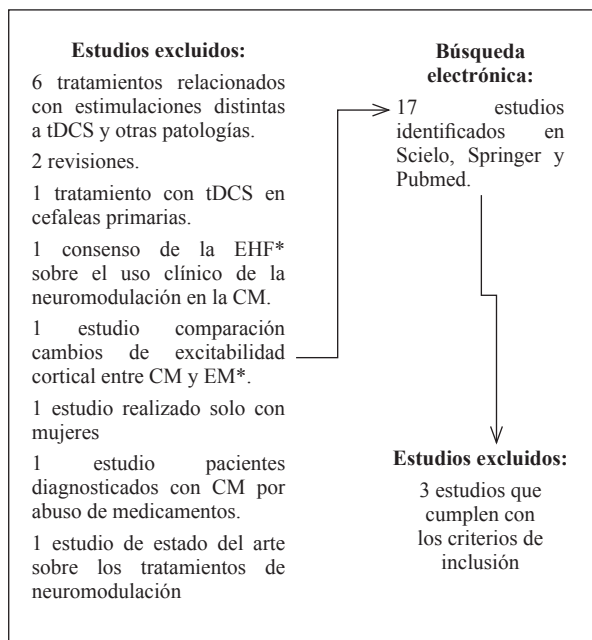 Estudios excluidos:
6 tratamientos relacionados
con estimulaciones distintas
a tDCS y otras patologías.
2 revisiones.
1 tratamiento con tDCS en
cefaleas primarias.
1 consenso de la EHF*
sobre el uso clínico de la
neuromodulación en la CM.
1 estudio comparación
cambios de excitabilidad
cortical entre CM y EM*.
1 estudio realizado solo con
mujeres
1 estudio pacientes
diagnosticados con CM por
abuso de medicamentos.
1 estudio de estado del arte
sobre los tratamientos de
neuromodulación
Búsqueda
electrónica:
17 estudios
identificados en
Scielo, Springer y
Pubmed.
Estudios excluidos:
3 estudios que
cumplen con
los criterios de
inclusión